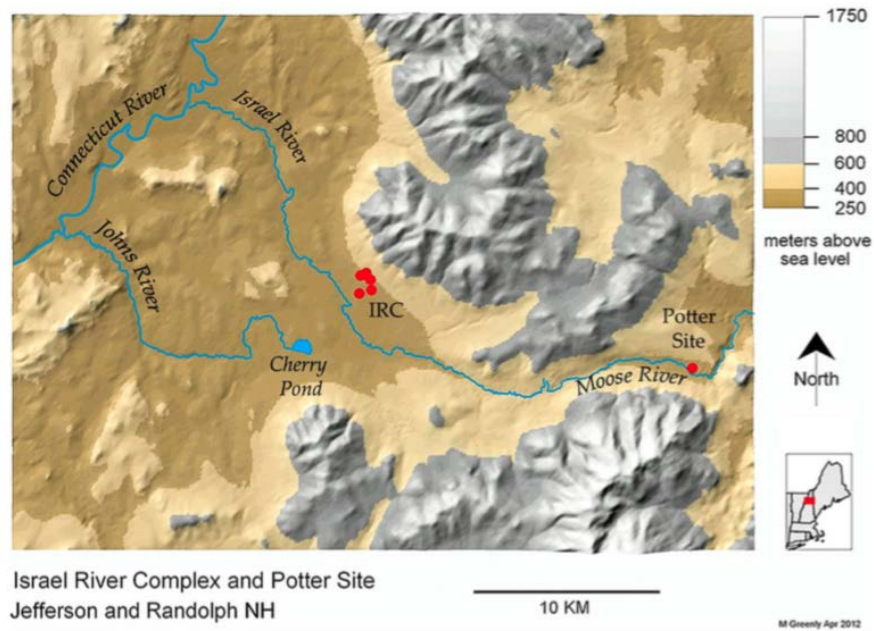 1750
800
600
400
250
meters above
sea level
Connecticut River
Israel River
Johns River
IRC
Cherry
Pond
Potter
Site
Moose River
North
Israel River Complex and Potter Site
Jefferson and Randolph NH
10 KM
M Greenly Apr 2012